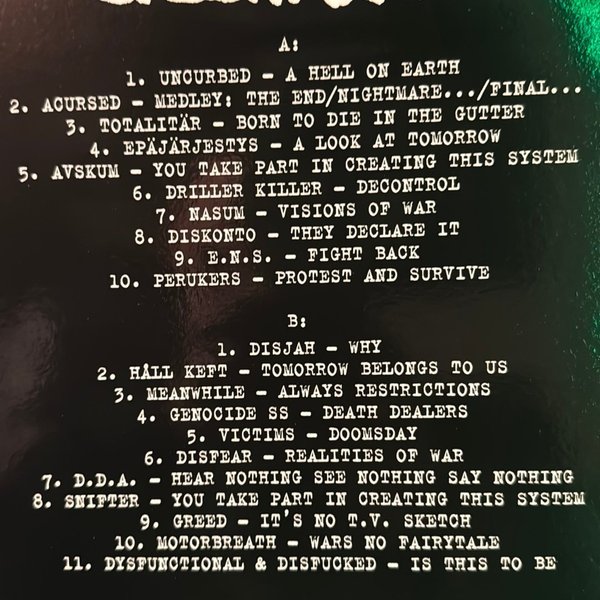 A:
1. UNCURBED - A HELL ON EARTH
2. ACURSED - MEDLEY: THE END/NIGHTMARE.../FINAL...
3. TOTALITÄR - BORN TO DIE IN THE GUTTER
4. EPÄJÄRJESTYS - A LOOK AT TOMORROW
5. AVSKUM - YOU TAKE PART IN CREATING THIS SYSTEM
6. DRILLER KILLER - DECONTROL
7. NASUM - VISIONS OF WAR
8. DISKONTO - THEY DECLARE IT
9. E.N.S. - FIGHT BACK
10. PERUKERS - PROTEST AND SURVIVE
B:
1. DISJAH - WHY
2. HÅLL KEFT - TOMORROW BELONGS TO US
3. MEANWHILE - ALWAYS RESTRICTIONS
4. GENOCIDE SS - DEATH DEALERS
5. VICTIMS - DOOMSDAY
6. DISFEAR - REALITIES OF WAR
7. D.D.A. - HEAR NOTHING SEE NOTHING SAY NOTHING
8. SNIFTER - YOU TAKE PART IN CREATING THIS SYSTEM
9. GREED - IT'S NO T.V. SKETCH
10. MOTORBREATH - WARS NO FAIRYTALE
11. DYSFUNCTIONAL & DISFUCKED - IS THIS TO BE